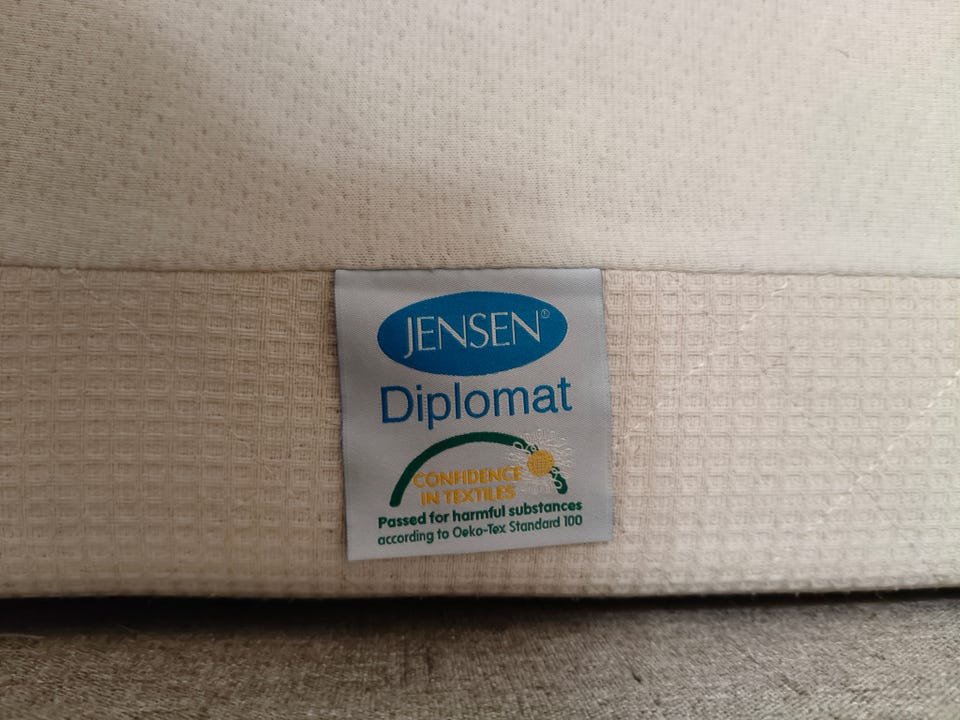 JENSEN®
Diplomat
CONFIDENCE
IN TEXTILES
Passed for harmful substances
according to Oeko-Tex Standard 100